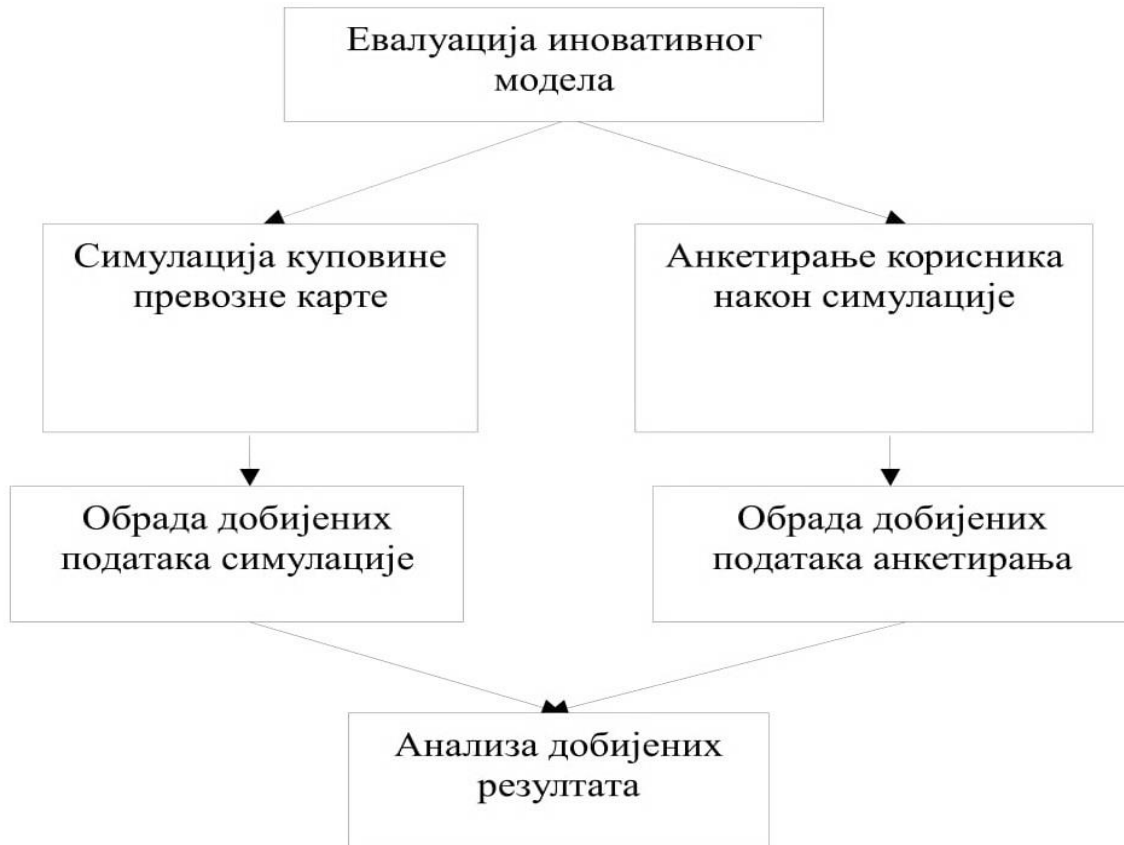 Евалуација иновативног
модела
Симулација куповине
превозне карте
Анкетирање корисника
након симулације
Обрада добијених
података симулације
Обрада добијених
података анкетирања
Анализа добијених
резултата